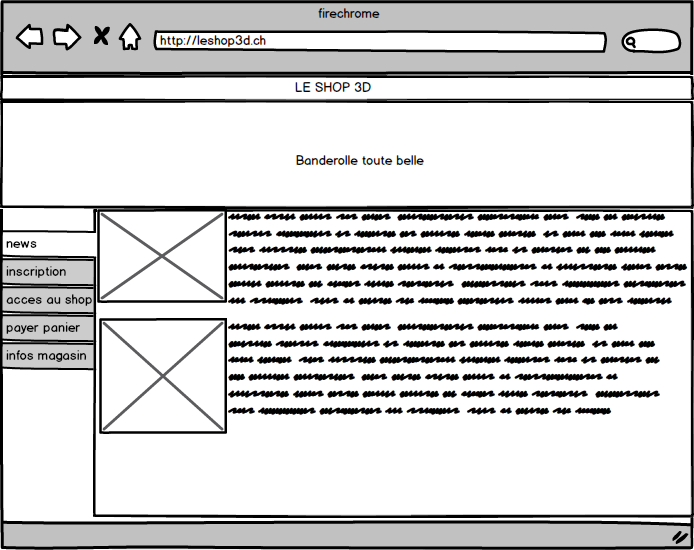 firechrome
http://leshop3d.ch
LE SHOP 3D
Banderolle toute belle
news
inscription
acces au shop
payer panier
infos magasin